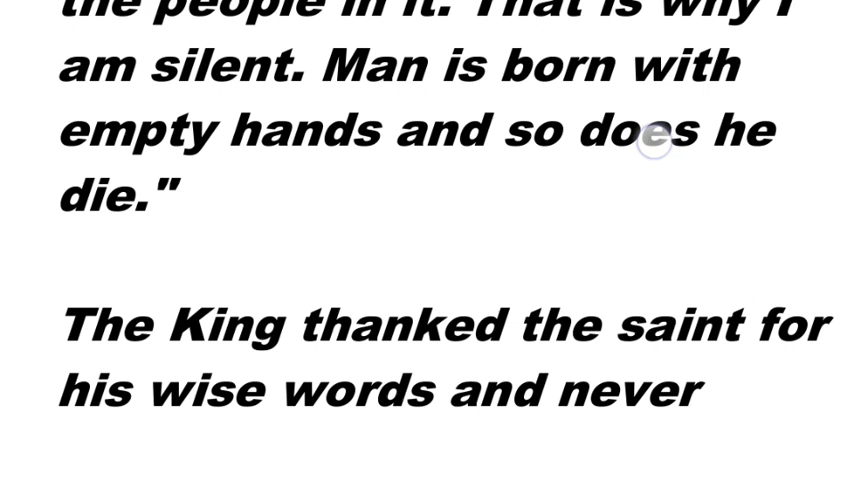 the people in it. That is why I
am silent. Man is born with
empty hands and so does he
die."
The King thanked the saint for
his wise words and never